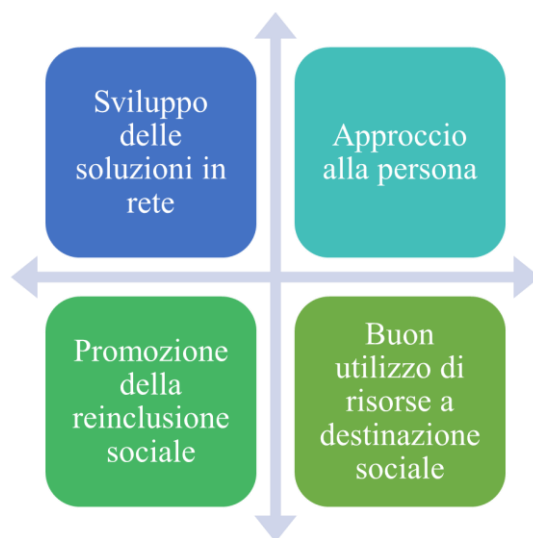 Sviluppo
delle
soluzioni in
rete
Approccio
alla persona
Promozione
della
reinclusione
sociale
Buon
utilizzo di
risorse a
destinazione
sociale